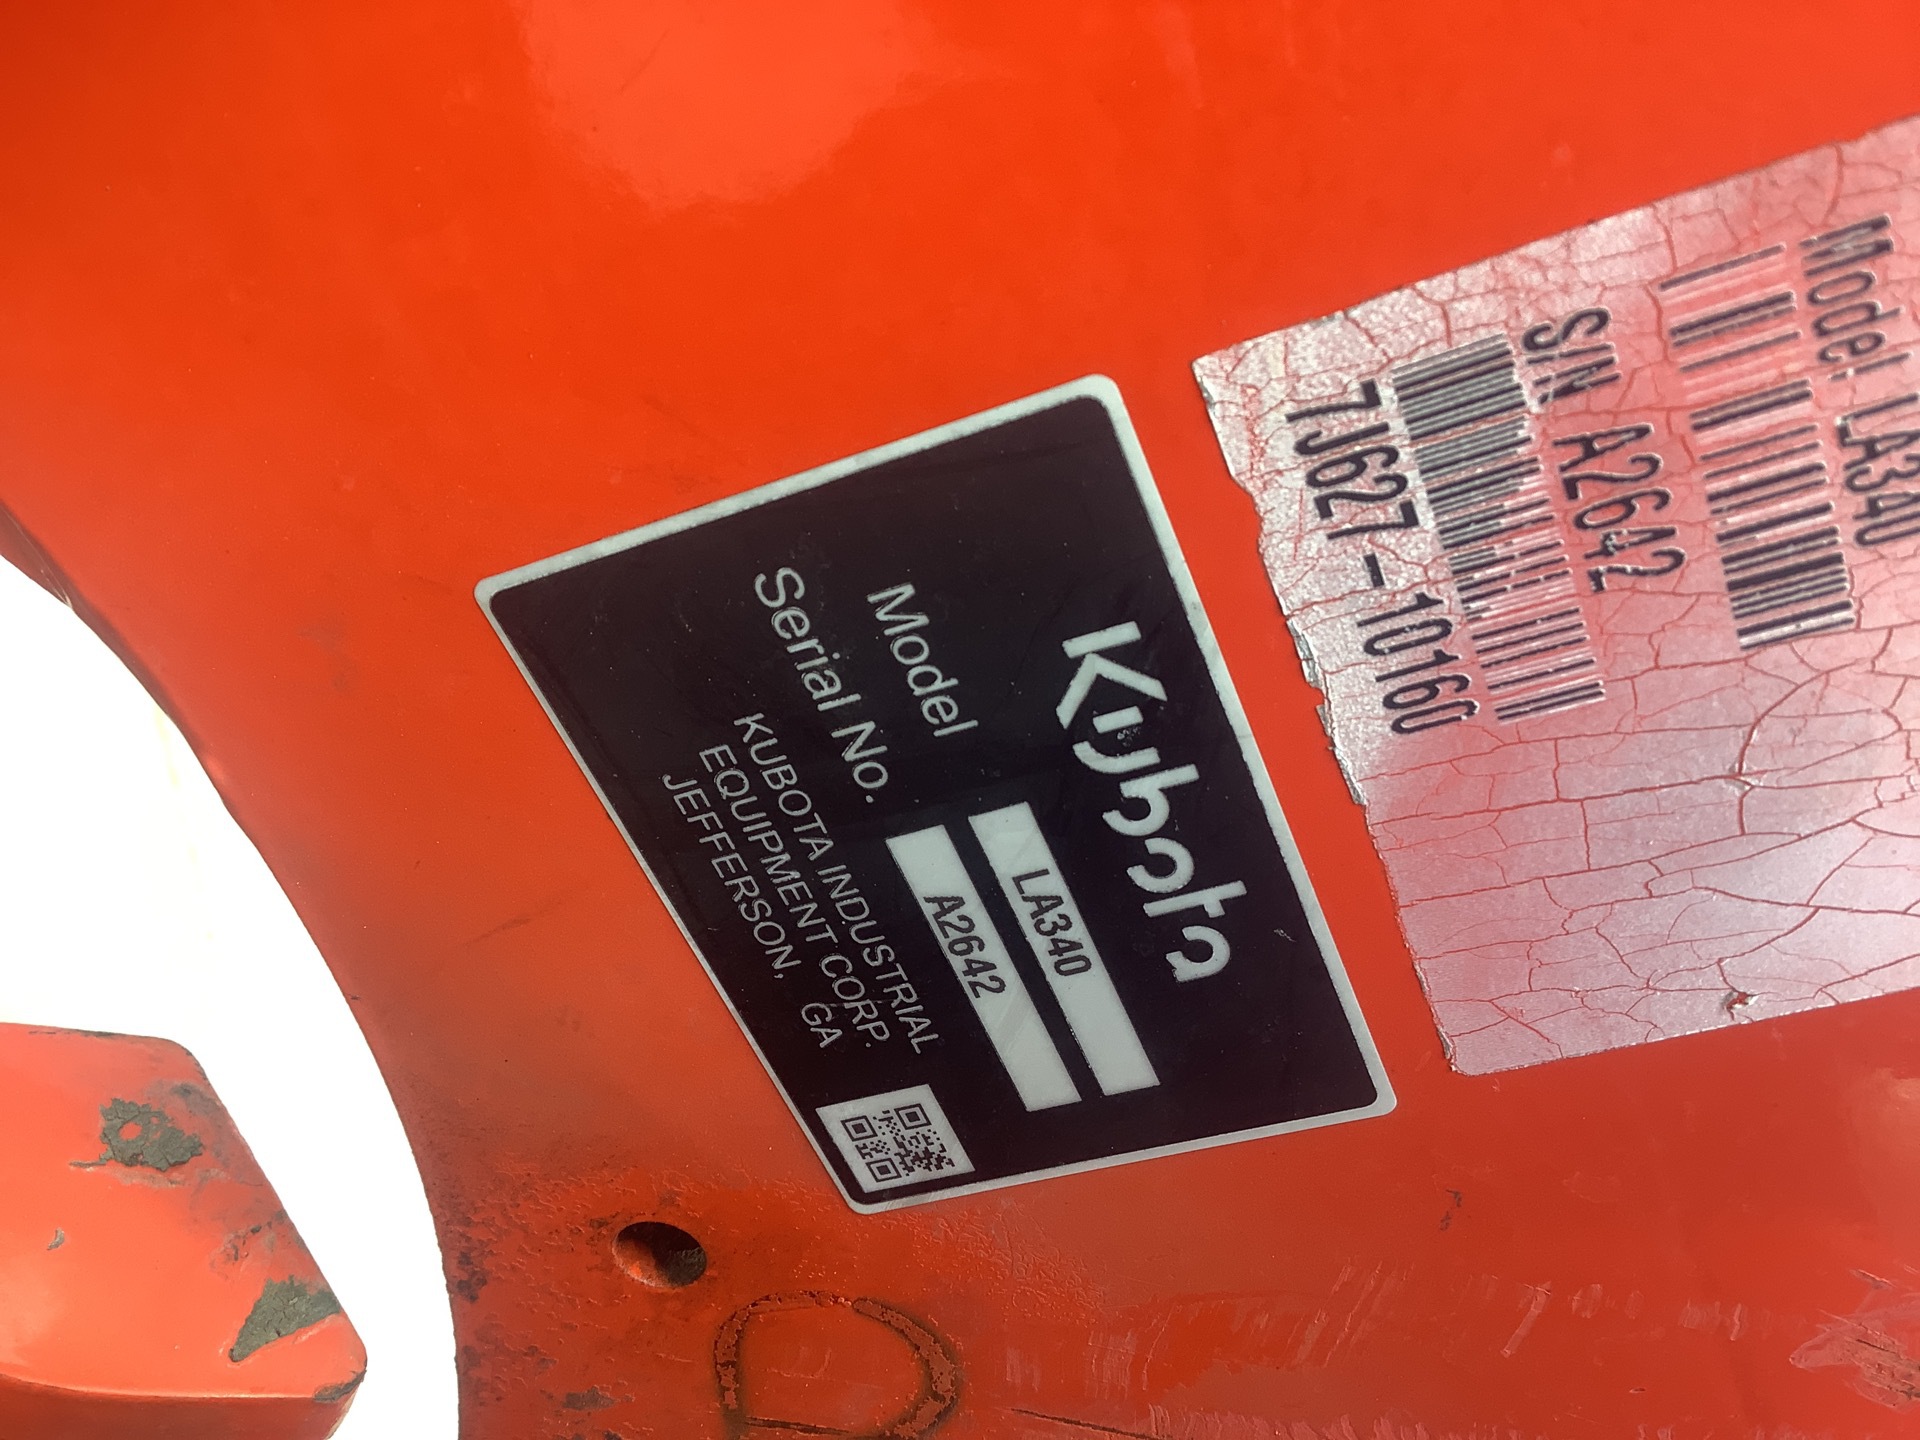 Kubota
Model LA340
Serial No. A2642
KUBOTA INDUSTRIAL
EQUIPMENT CORP.
JEFFERSON, GA
Model LA340
S/N A2642
7J627-10160